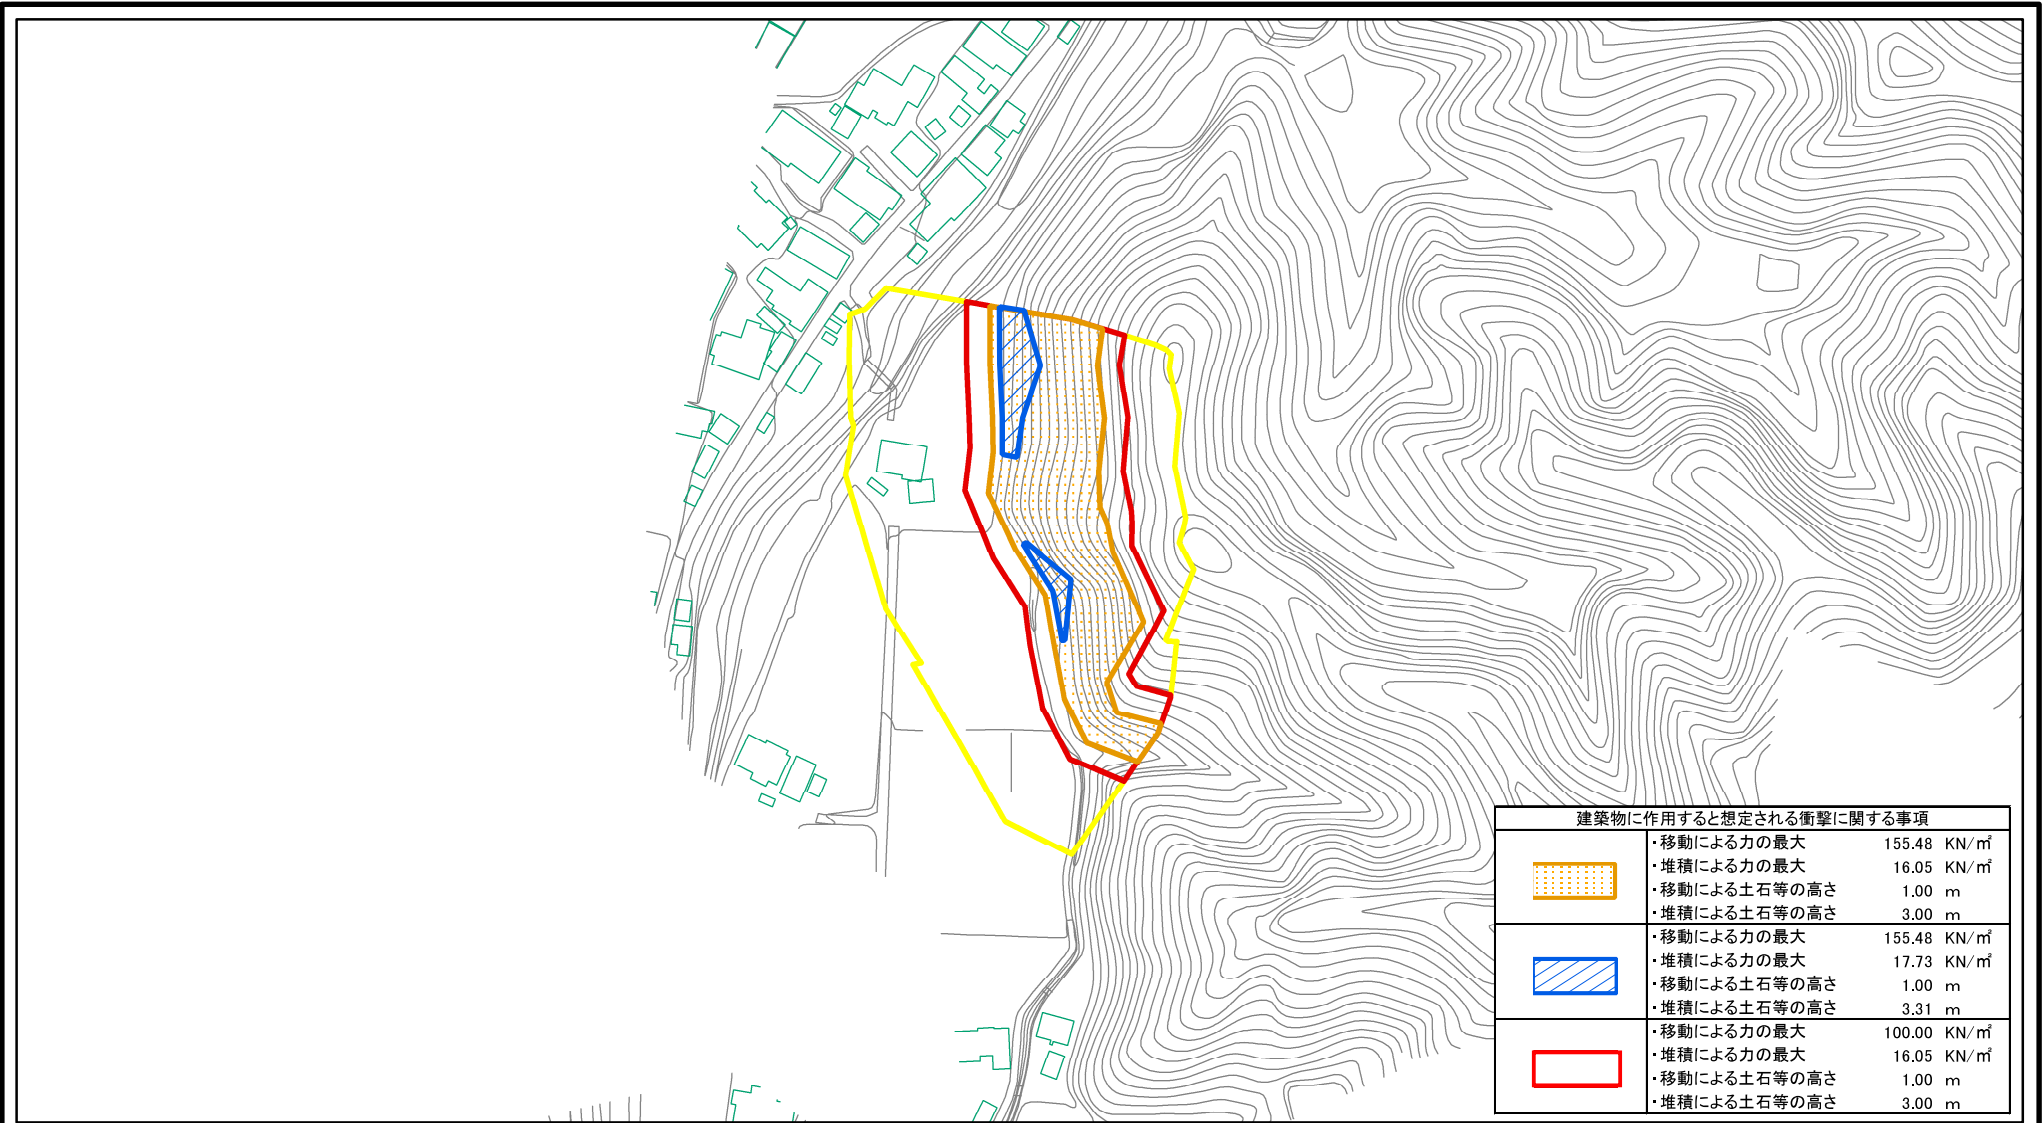 建築物に作用すると想定される衝撃に関する事項
・移動による力の最大 155.48 KN/㎡
・堆積による力の最大 16.05 KN/㎡
・移動による土石等の高さ 1.00 m
・堆積による土石等の高さ 3.00 m
・移動による力の最大 155.48 KN/㎡
・堆積による力の最大 17.73 KN/㎡
・移動による土石等の高さ 1.00 m
・堆積による土石等の高さ 3.31 m
・移動による力の最大 100.00 KN/㎡
・堆積による力の最大 16.05 KN/㎡
・移動による土石等の高さ 1.00 m
・堆積による土石等の高さ 3.00 m